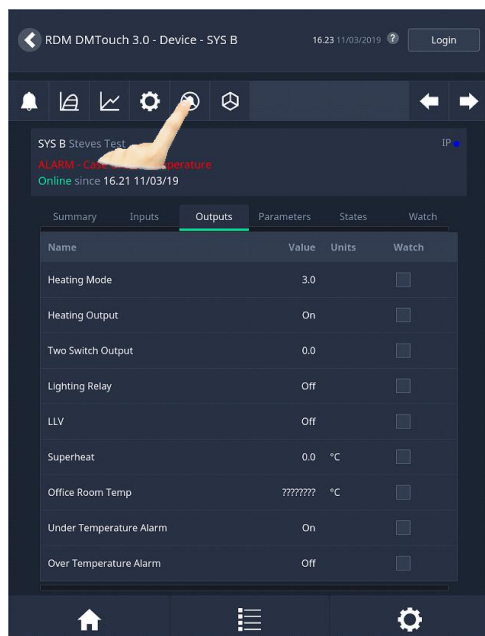 RDM DMTouch 3.0 - Device - SYS B
16.23 11/03/2019 ? Login
SYS B Steves Test IP
ALARM - Case
Online since 16.21 11/03/19
Summary Inputs Outputs Parameters States Watch
Name Value Units Watch
Heating Mode 3.0
Heating Output On
Two Switch Output 0.0
Lighting Relay Off
LLV Off
Superheat 0.0 °C
Office Room Temp ???????? °C
Under Temperature Alarm On
Over Temperature Alarm Off